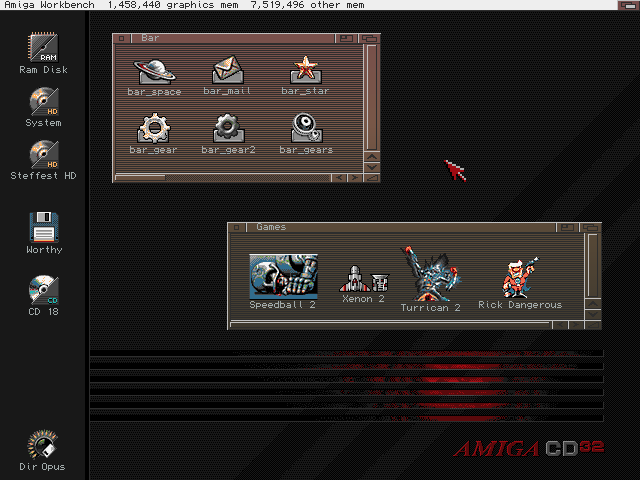 Amiga Workbench 1,458,440 graphics mem 7,519,496 other mem
Bar
RAM
Ram Disk
bar_space bar_mail bar_star
HD
System
bar_gear bar_gear2 bar_gears
HD
Steffest HD
Games
Worthy
Speedball 2 Xenon 2 Turrican 2 Rick Dangerous
CD
CD 18
AMIGA CD32
Dir Opus